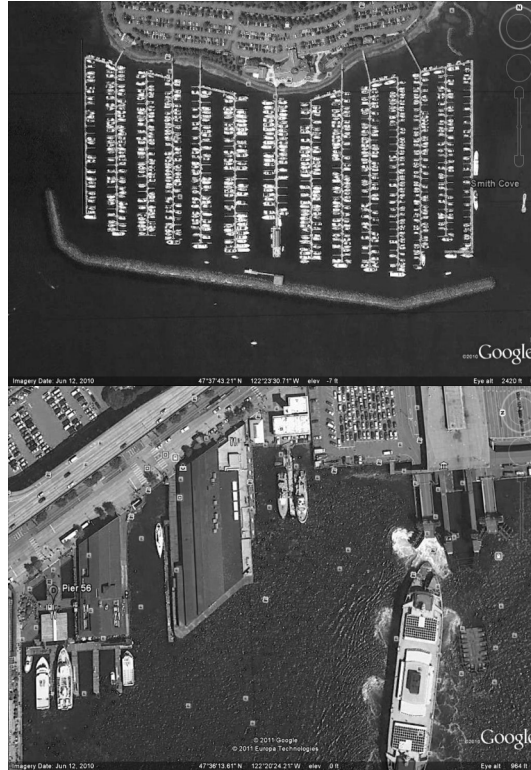 Smith Cove
©2010 Google
Imagery Date: Jun 12, 2010 47°37'43.21" N 122°23'30.71" W elev -7 ft Eye alt 2420 ft
Pier 56
© 2011 Google
© 2011 Europa Technologies
©2010 Google
Imagery Date: Jun 12, 2010 47°36'13.61" N 122°20'24.21" W elev 0 ft Eye alt 964 ft